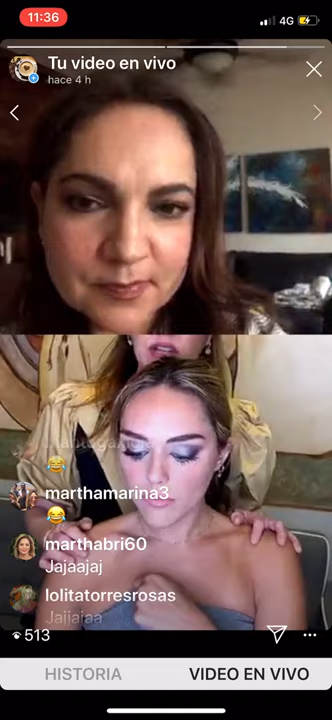 11:36
4G
Tu video en vivo
hace 4 h
marthamarina3
marthabri60
Jajaajaj
lolitatorresrosas
Jajjajaa
513
HISTORIA
VIDEO EN VIVO